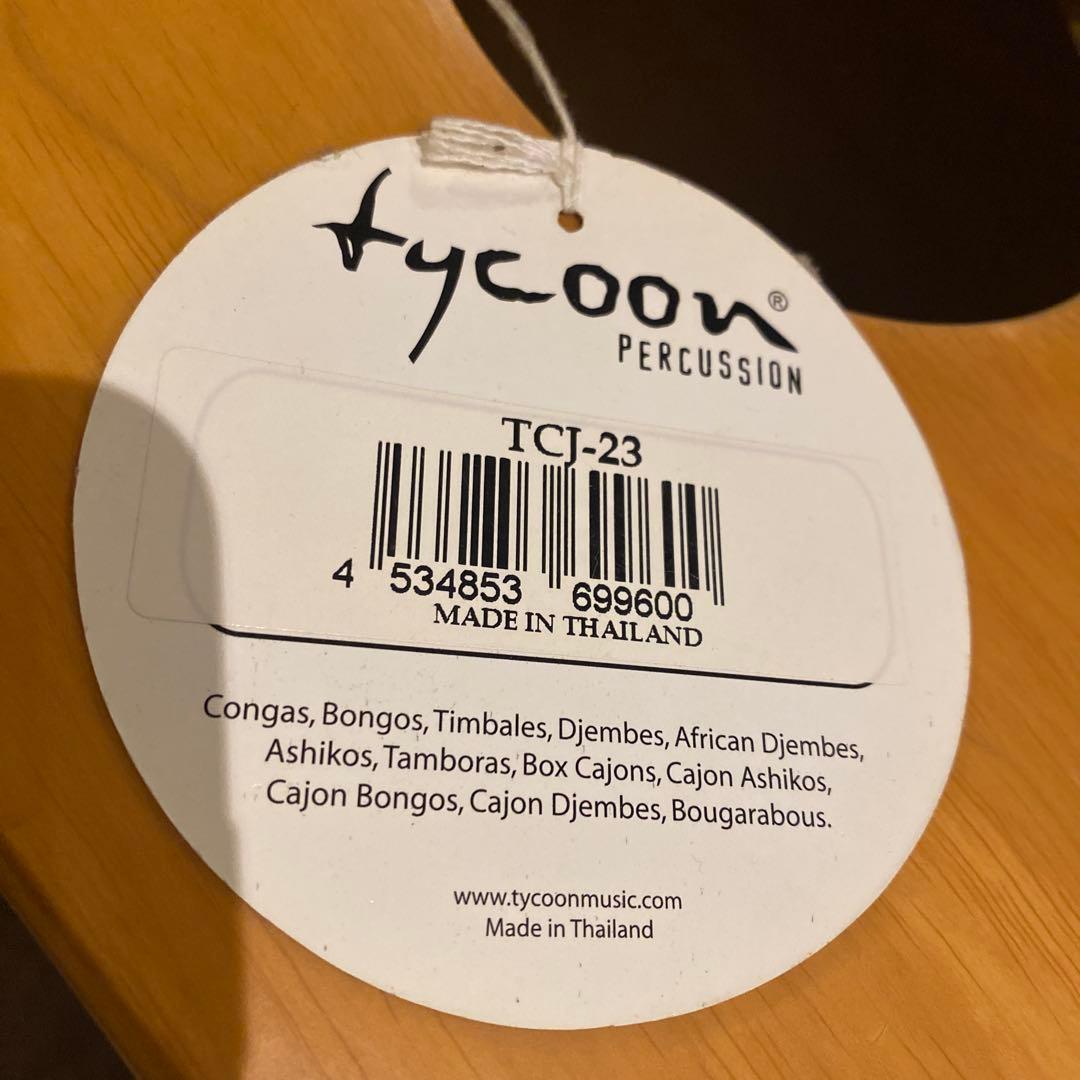 tycoon®
PERCUSSION
TCJ-23
4 534853 699600
MADE IN THAILAND
Congas, Bongos, Timbales, Djembes, African Djembes,
Ashikos, Tamboras, Box Cajons, Cajon Ashikos,
Cajon Bongos, Cajon Djembes, Bougarabous.
www.tycoonmusic.com
Made in Thailand